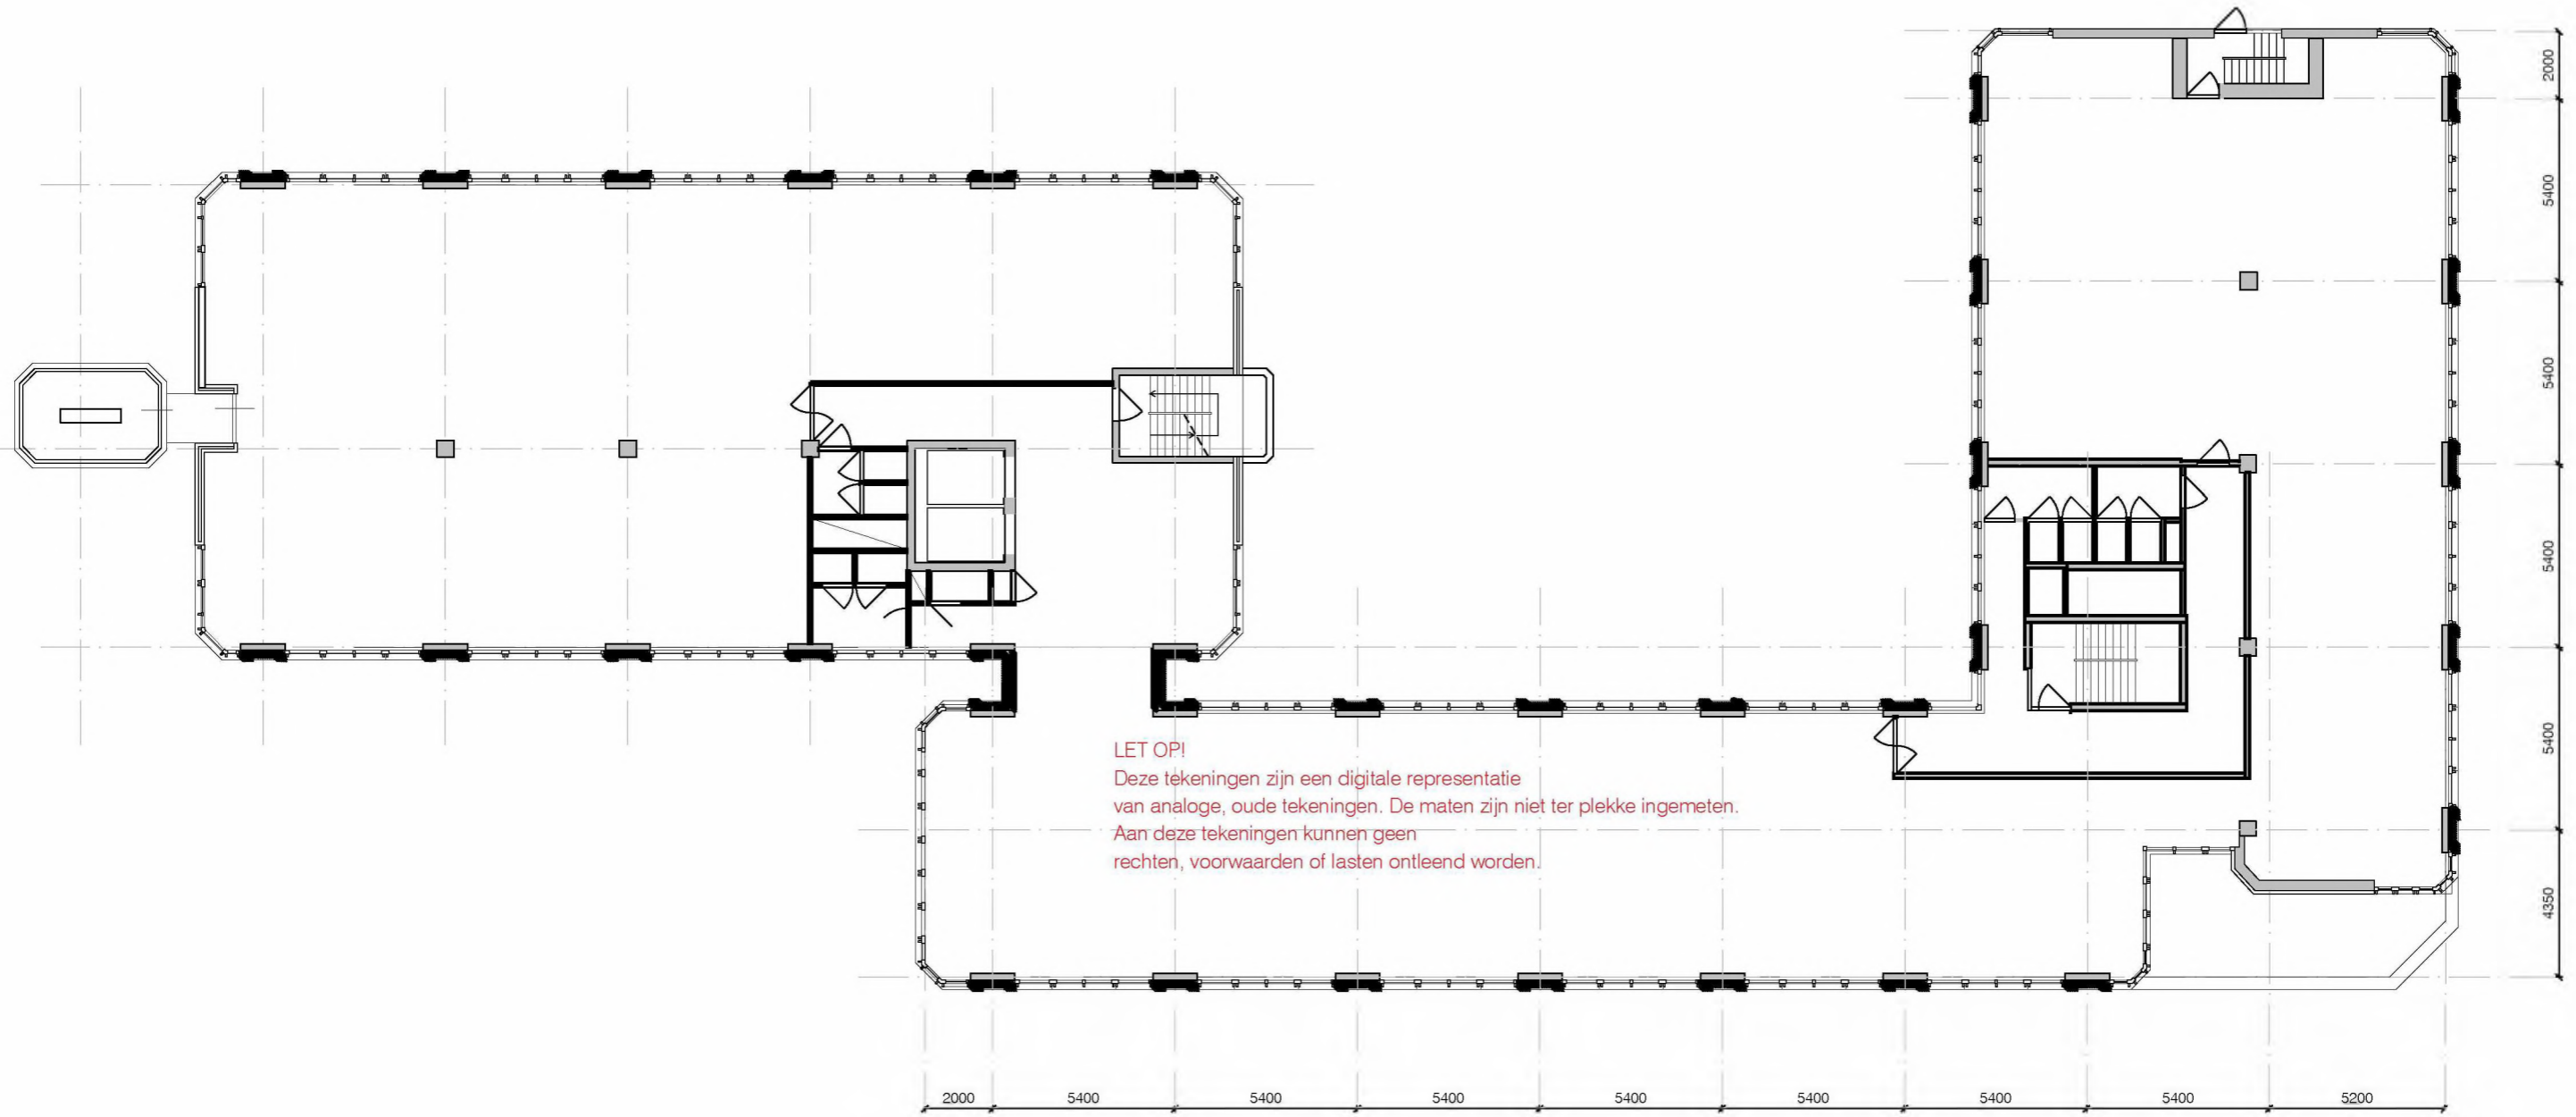 2000
5400
5400
5400
5400
4350
LET OP!
Deze tekeningen zijn een digitale representatie
van analoge, oude tekeningen. De maten zijn niet ter plekke ingemeten.
Aan deze tekeningen kunnen geen
rechten, voorwaarden of lasten ontleend worden.
2000 5400 5400 5400 5400 5400 5400 5400 5200